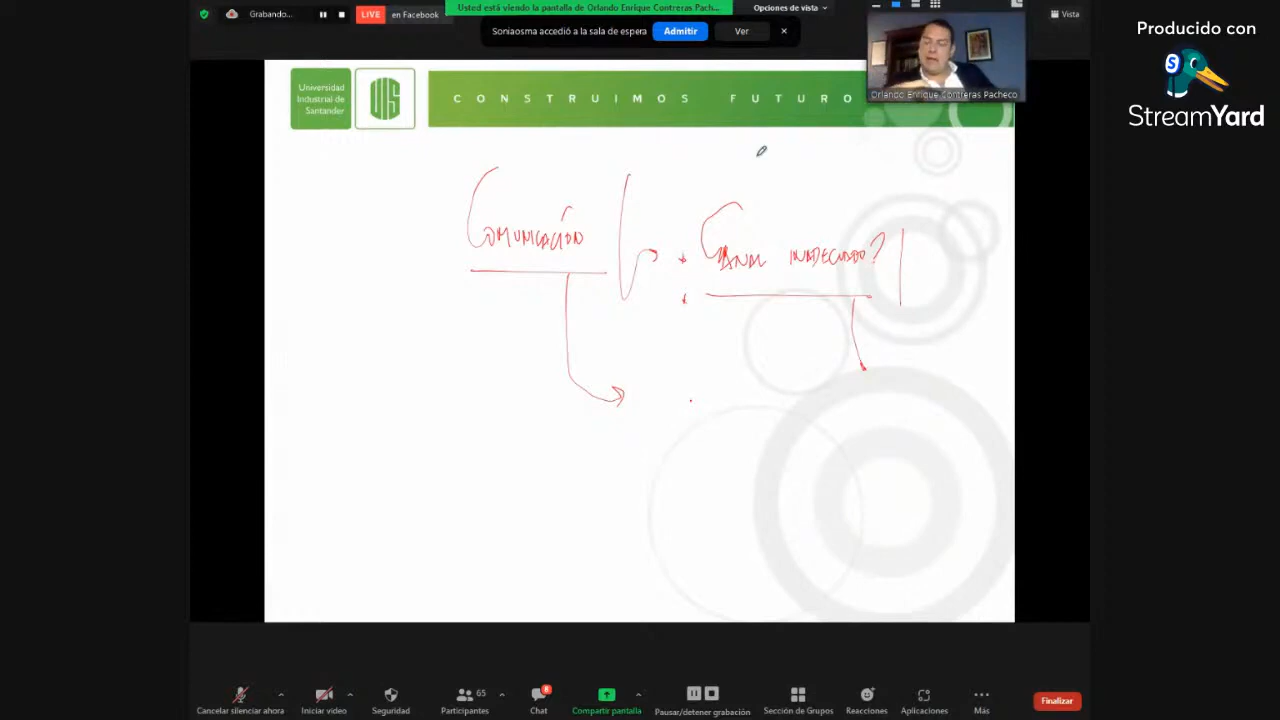 Usted está viendo la pantalla de Orlando Enrique Contreras Pach...
Opciones de vista
Grabando...
LIVE
en Facebook
Vista
Soniaosma accedió a la sala de espera
Admitir
Ver
Producido con
StreamYard
Universidad
Industrial de
Santander
UIS
CONSTRUIMOS FUTURO
Orlando Enrique Contreras Pacheco
COMUNICACIÓN
CANAL INADECUADO?
Cancelar silenciar ahora
Iniciar video
Seguridad
65
Participantes
8
Chat
Compartir pantalla
Pausar/detener grabación
Sección de Grupos
Reacciones
Aplicaciones
Más
Finalizar